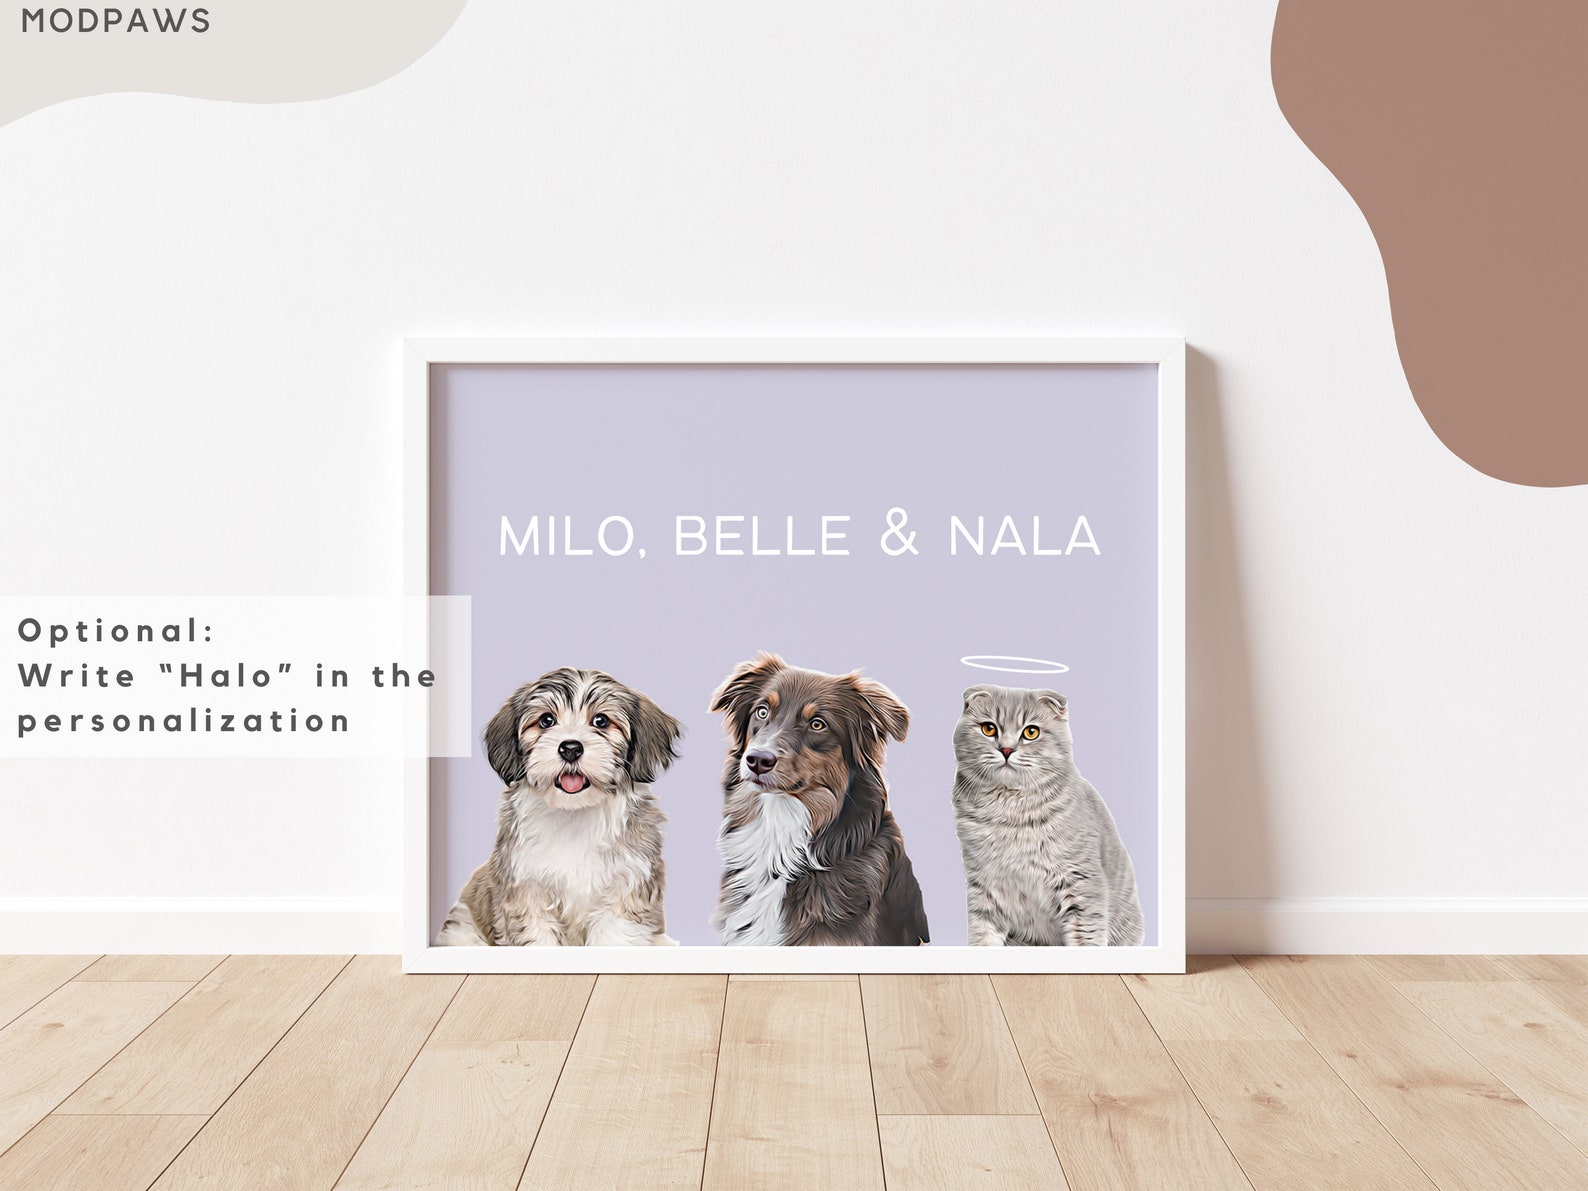 MODPAWS
MILO, BELLE & NALA
Optional:
Write “Halo” in the
personalization